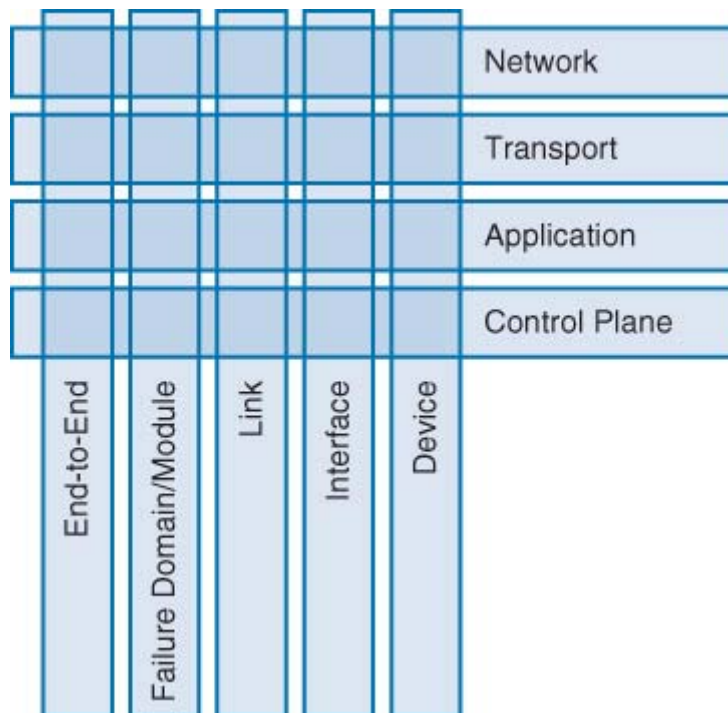 Network
Transport
Application
Control Plane
End-to-End
Failure Domain/Module
Link
Interface
Device